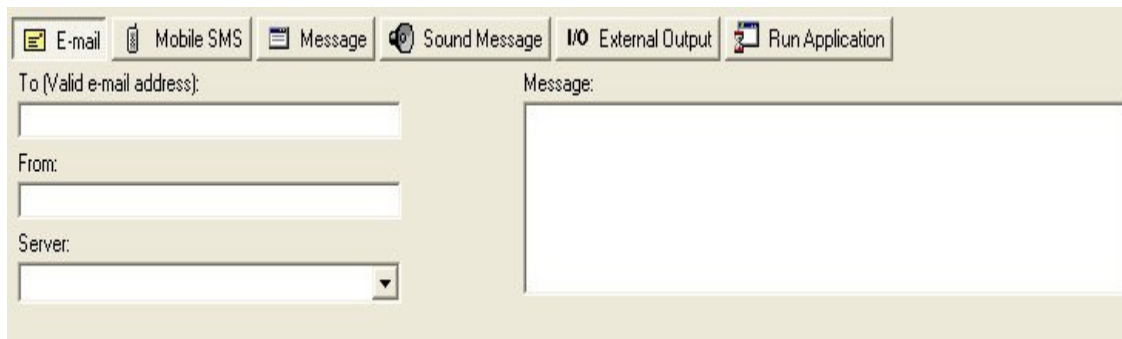 E-mail Mobile SMS Message Sound Message I/O External Output Run Application
To (Valid e-mail address):
Message:
From:
Server: